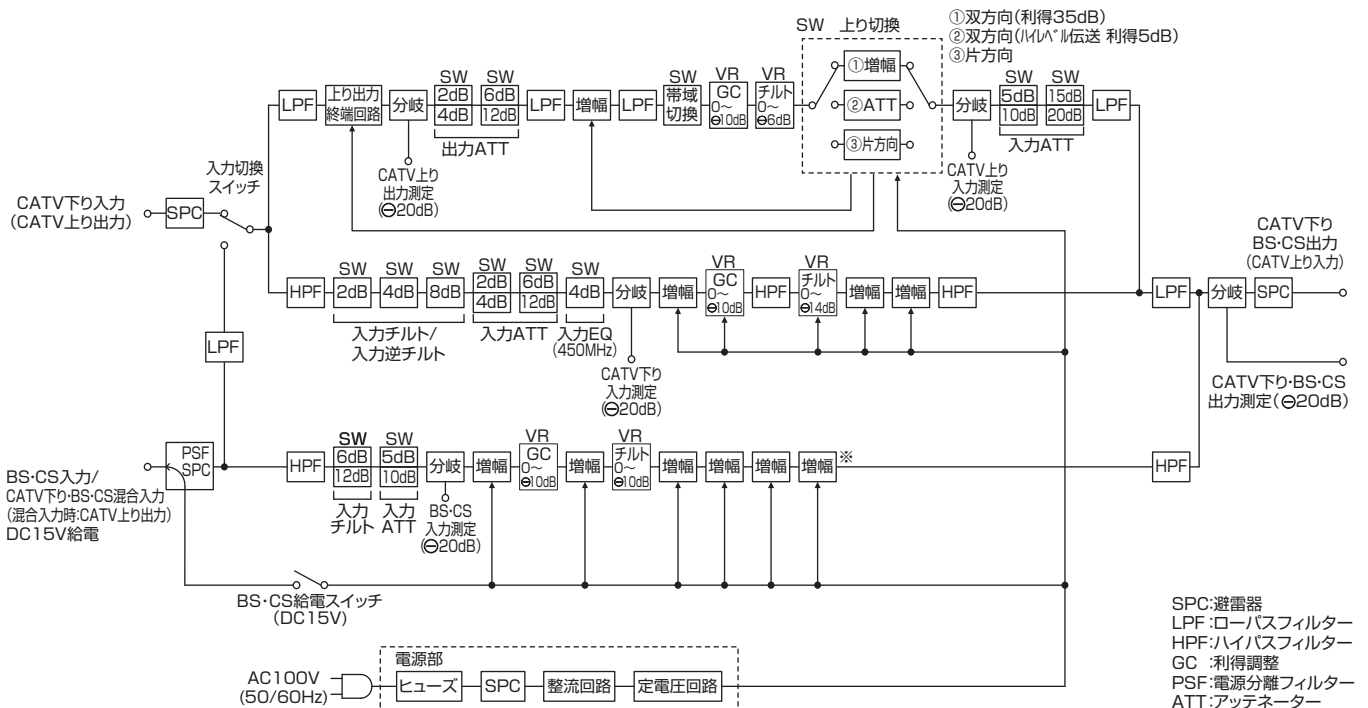 SW 上り切換
①双方向(利得35dB)
②双方向(ハイレベル伝送 利得5dB)
③片方向
LPF
上り出力
終端回路
分岐
SW
2dB
4dB
SW
6dB
12dB
出力ATT
LPF
増幅
LPF
SW
帯域
切換
VR
GC
0～
⊖10dB
VR
チルト
0～
⊖6dB
①増幅
②ATT
③片方向
分岐
SW
5dB
10dB
SW
15dB
20dB
入力ATT
LPF
CATV上り
出力測定
(⊖20dB)
CATV上り
入力測定
(⊖20dB)
入力切換
スイッチ
CATV下り入力
(CATV上り出力)
SPC
HPF
SW
2dB
SW
4dB
SW
8dB
入力チルト/
入力逆チルト
SW
2dB
4dB
SW
6dB
12dB
入力ATT
SW
4dB
入力EQ
(450MHz)
分岐
増幅
VR
GC
0～
⊖10dB
HPF
VR
チルト
0～
⊖14dB
増幅
増幅
HPF
CATV下り
入力測定
(⊖20dB)
LPF
分岐
SPC
CATV下り
BS･CS出力
(CATV上り入力)
CATV下り･BS･CS
出力測定(⊖20dB)
LPF
PSF
SPC
BS･CS入力/
CATV下り･BS･CS混合入力
(混合入力時:CATV上り出力)
DC15V給電
HPF
SW
6dB
12dB
入力
チルト
SW
5dB
10dB
入力
ATT
分岐
BS･CS
入力測定
(⊖20dB)
増幅
VR
GC
0～
⊖10dB
増幅
VR
チルト
0～
⊖10dB
増幅
増幅
増幅
増幅
※
HPF
BS･CS給電スイッチ
(DC15V)
電源部
AC100V
(50/60Hz)
ヒューズ
SPC
整流回路
定電圧回路
SPC:避雷器
LPF:ローパスフィルター
HPF:ハイパスフィルター
GC :利得調整
PSF:電源分離フィルター
ATT:アッテネーター